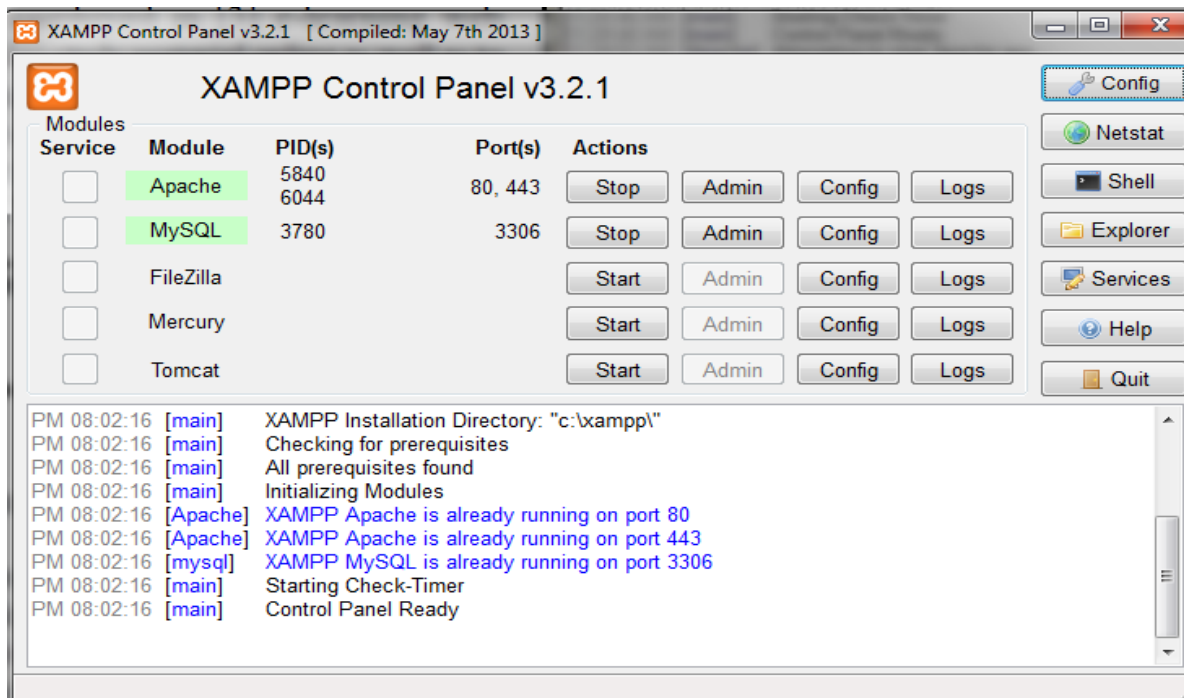 XAMPP Control Panel v3.2.1 [ Compiled: May 7th 2013 ]
XAMPP Control Panel v3.2.1
Config
Modules
Service Module PID(s) Port(s) Actions
Netstat
Apache 5840 6044 80, 443 Stop Admin Config Logs
Shell
MySQL 3780 3306 Stop Admin Config Logs
Explorer
FileZilla Start Admin Config Logs
Services
Mercury Start Admin Config Logs
Help
Tomcat Start Admin Config Logs
Quit
PM 08:02:16 [main] XAMPP Installation Directory: "c:\xampp\"
PM 08:02:16 [main] Checking for prerequisites
PM 08:02:16 [main] All prerequisites found
PM 08:02:16 [main] Initializing Modules
PM 08:02:16 [Apache] XAMPP Apache is already running on port 80
PM 08:02:16 [Apache] XAMPP Apache is already running on port 443
PM 08:02:16 [mysql] XAMPP MySQL is already running on port 3306
PM 08:02:16 [main] Starting Check-Timer
PM 08:02:16 [main] Control Panel Ready